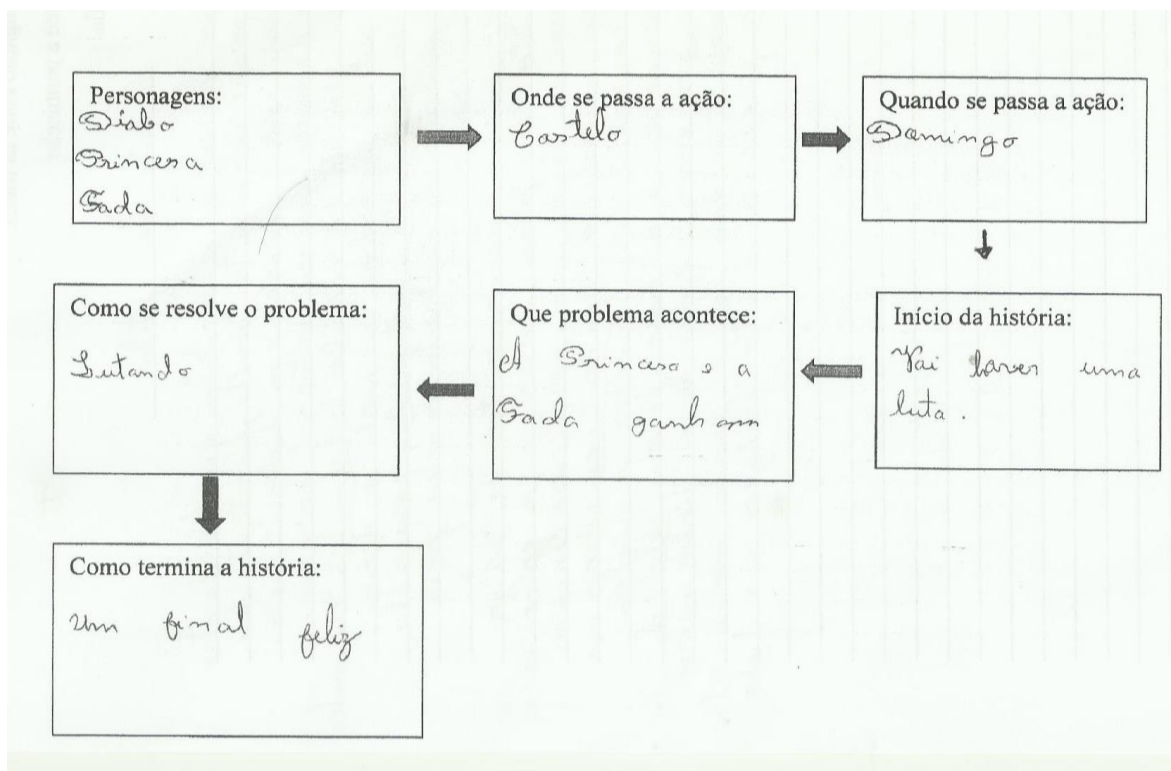 Personagens:
Diabo
Princesa
Fada
Onde se passa a ação:
Castelo
Quando se passa a ação:
Damingo
Início da história:
Vai haver uma
luta.
Que problema acontece:
A Princesa e a
Fada ganham
Como se resolve o problema:
Lutando
Como termina a história:
Um final feliz